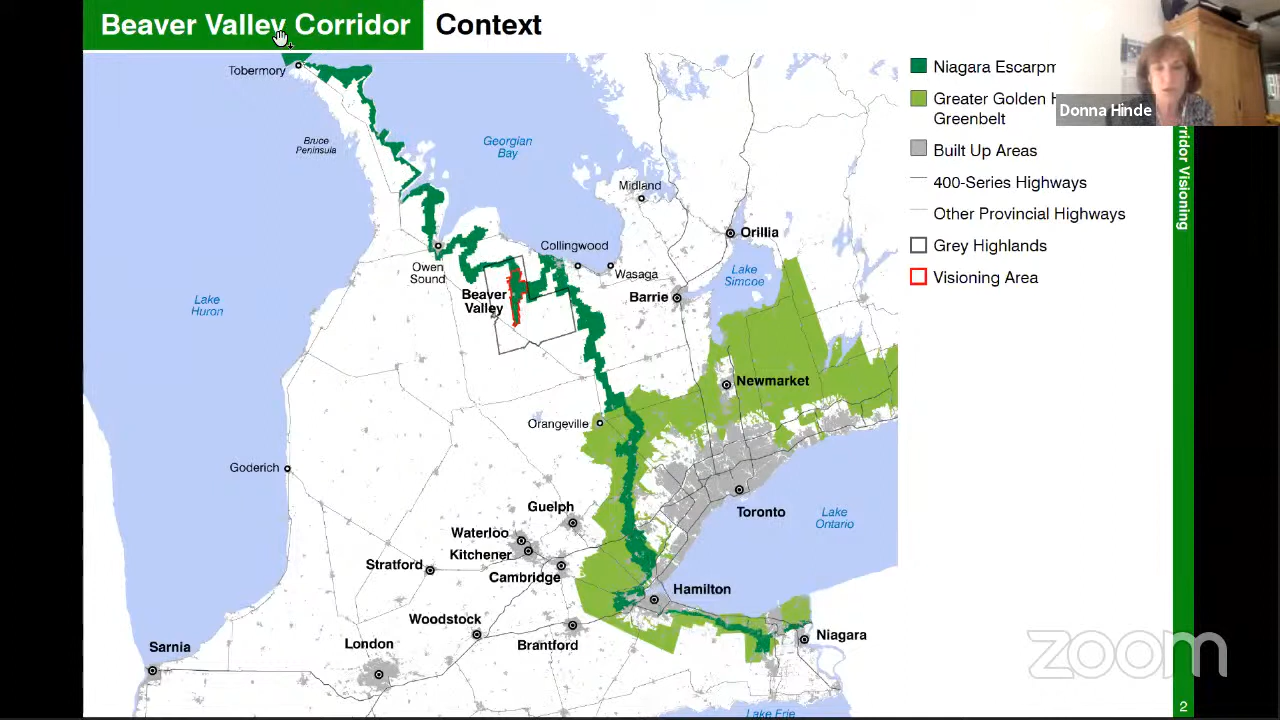 Beaver Valley Corridor Context
Tobermory
Bruce
Peninsula
Georgian
Bay
Midland
Orillia
Collingwood
Owen
Sound
Wasaga
Lake
Simcoe
Beaver
Valley
Barrie
Lake
Huron
Newmarket
Orangeville
Goderich
Toronto
Lake
Ontario
Guelph
Waterloo
Kitchener
Stratford
Cambridge
Hamilton
Woodstock
Brantford
London
Sarnia
Niagara
Lake Erie
Niagara Escarpm
Greater Golden H
Greenbelt
Built Up Areas
400-Series Highways
Other Provincial Highways
Grey Highlands
Visioning Area
Donna Hinde
rridor Visioning
zoom
2